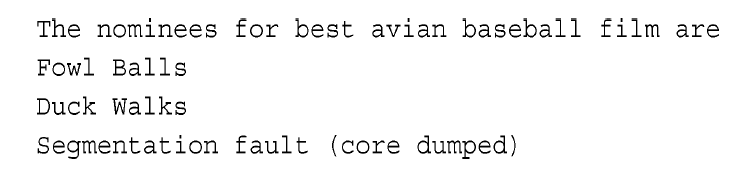 The nominees for best avian baseball film are
Fowl Balls
Duck Walks
Segmentation fault (core dumped)